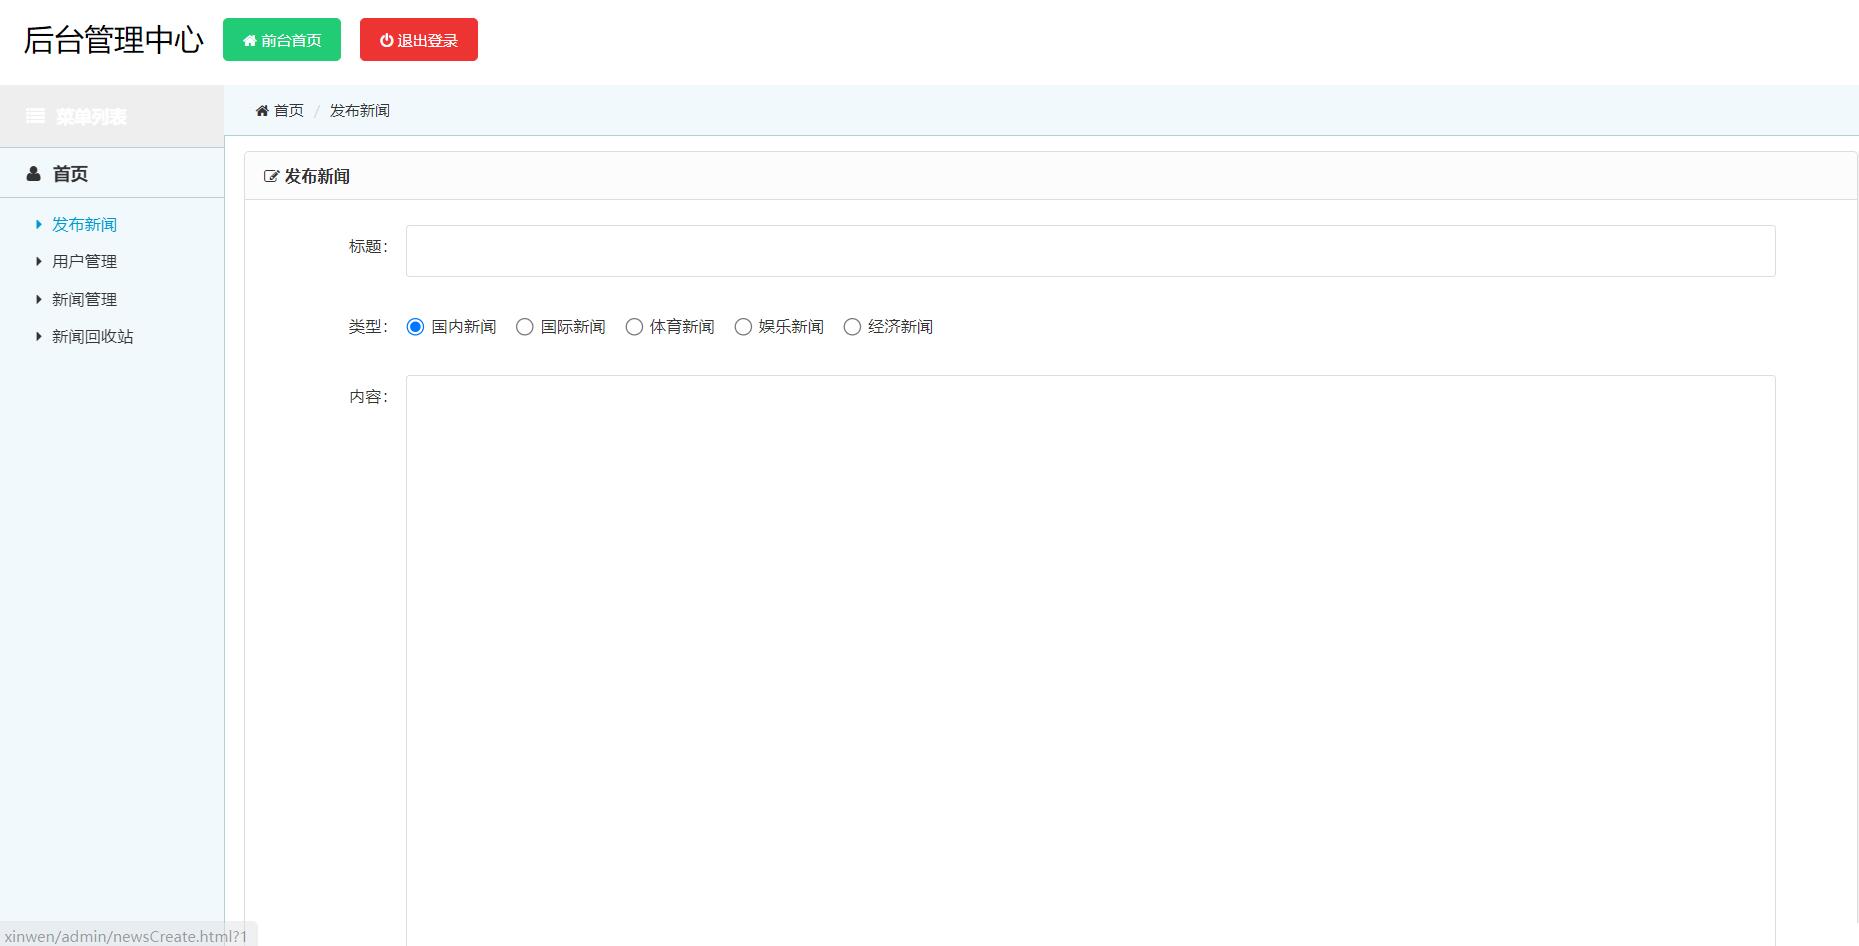 后台管理中心 前台首页 退出登录
菜单列表
首页 / 发布新闻
首页
发布新闻
用户管理
新闻管理
新闻回收站
发布新闻
标题：
类型： 国内新闻 国际新闻 体育新闻 娱乐新闻 经济新闻
内容：
xinwen/admin/newsCreate.html?1